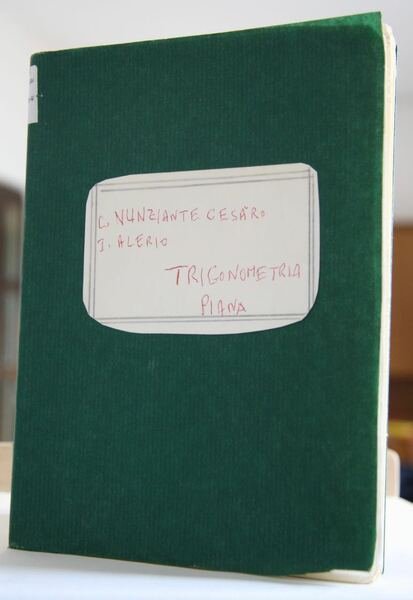 C. NUNZIANTE CESÀRO
I. ALERIO
TRIGONOMETRIA
PIANA